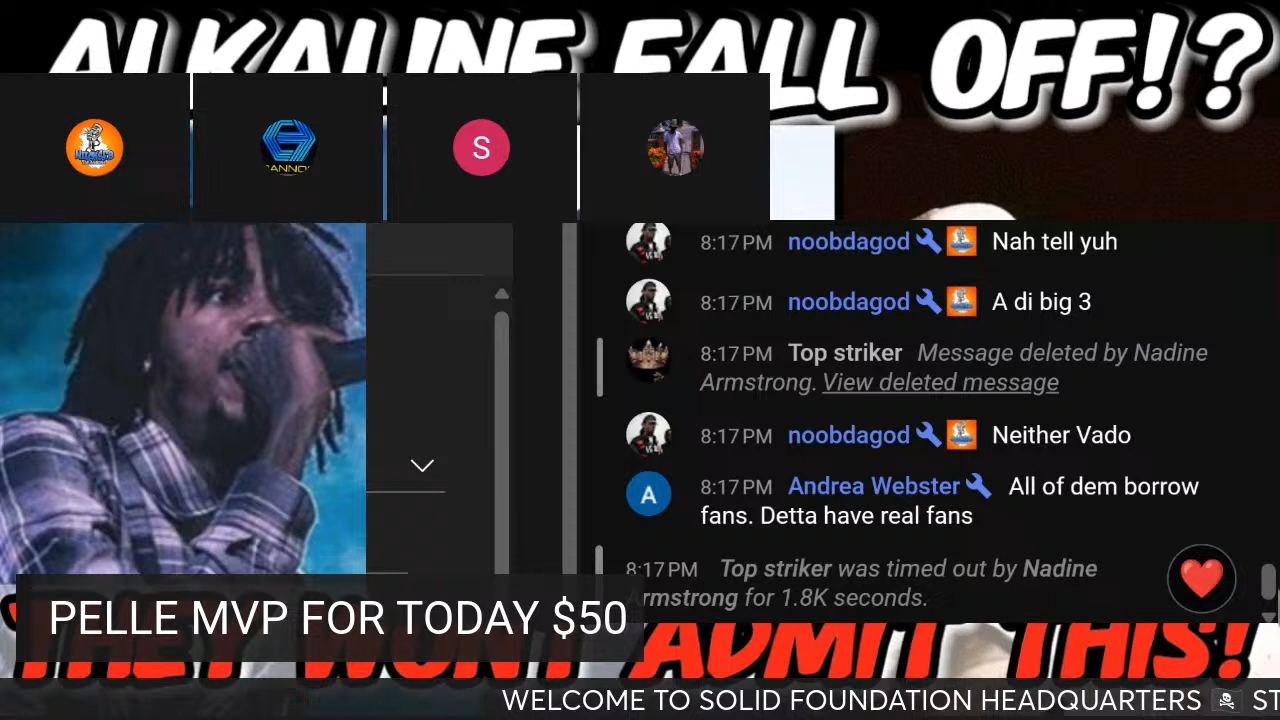 ALKALINE FALL OFF!?
S
ANNO
8:17 PM noobdagod Nah tell yuh
8:17 PM noobdagod A di big 3
8:17 PM Top striker Message deleted by Nadine
Armstrong. View deleted message
8:17 PM noobdagod Neither Vado
A
8:17 PM Andrea Webster All of dem borrow
fans. Detta have real fans
8:17 PM Top striker was timed out by Nadine
Armstrong for 1.8K seconds.
PELLE MVP FOR TODAY $50
THEY WONT ADMIT THIS!
WELCOME TO SOLID FOUNDATION HEADQUARTERS ☠ ST